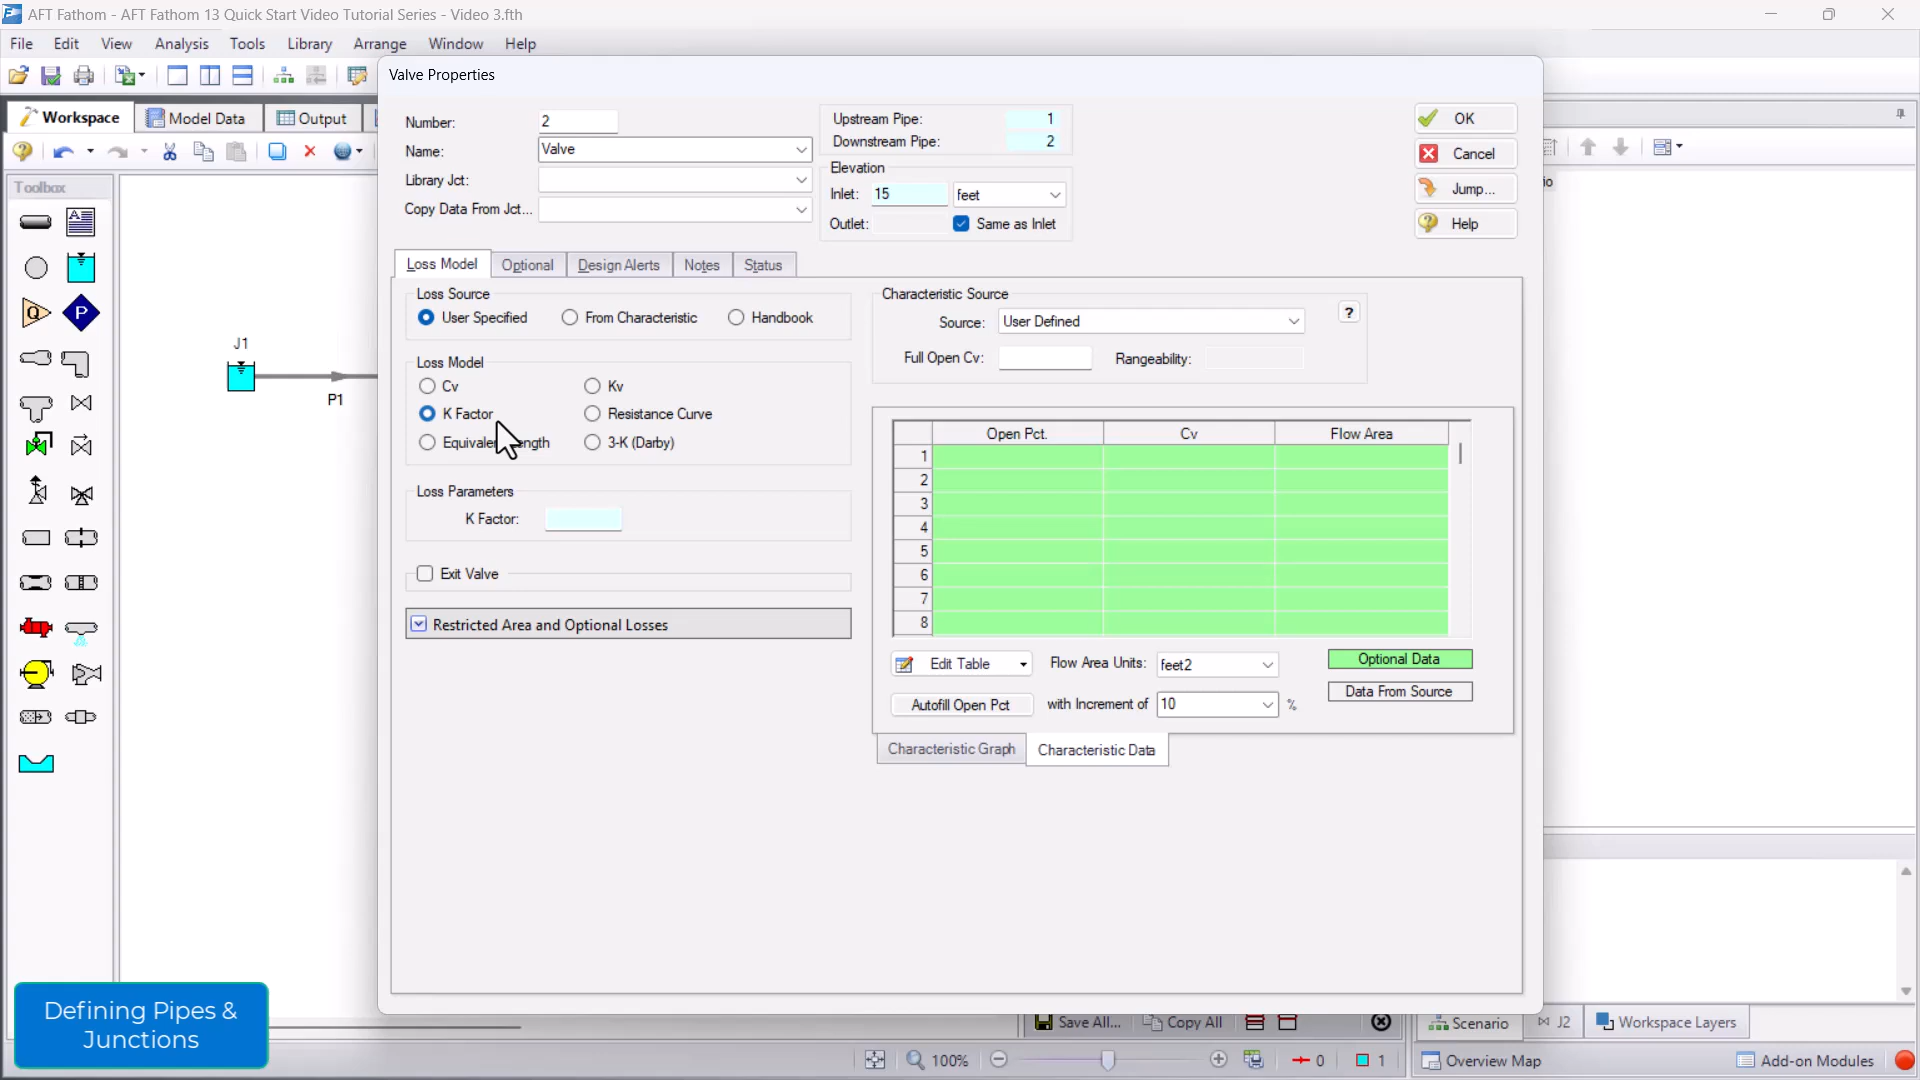 AFT Fathom - AFT Fathom 13 Quick Start Video Tutorial Series - Video 3.fth
File Edit View Analysis Tools Library Arrange Window Help
Valve Properties
Workspace Model Data Output
Number: 2
Name: Valve
Library Jct:
Copy Data From Jct...
Upstream Pipe: 1
Downstream Pipe: 2
Elevation
Inlet: 15 feet
Outlet: Same as Inlet
OK
Cancel
Jump...
Help
Toolbox
J1
P1
Loss Model Optional Design Alerts Notes Status
Loss Source
User Specified From Characteristic Handbook
Loss Model
Cv Kv
K Factor Resistance Curve
3-K (Darby)
Loss Parameters
K Factor:
Exit Valve
Restricted Area and Optional Losses
Characteristic Source
Source: User Defined ?
Full Open Cv: Rangeability:
Open Pct. Cv Flow Area
1
2
3
4
5
6
7
8
Edit Table Flow Area Units: feet2 Optional Data
Autofill Open Pct with Increment of 10 % Data From Source
Characteristic Graph Characteristic Data
Defining Pipes &
Junctions
Save All... Copy All
Scenario J2 Workspace Layers
100% 0 1
Overview Map Add-on Modules